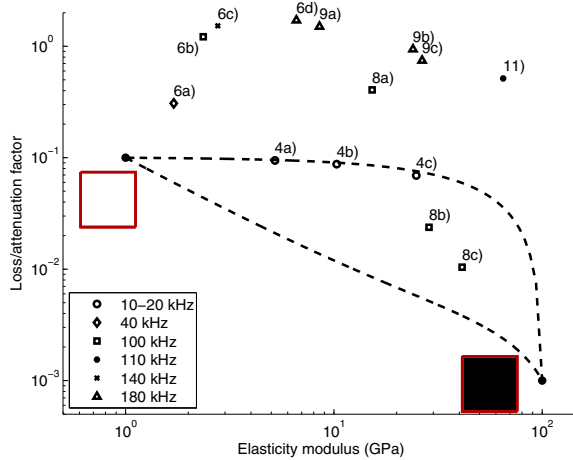 6c)
6d)
9a)
10⁰
6b)
9b)
9c)
11)
8a)
6a)
4a)
4b)
4c)
10⁻¹
Loss/attenuation factor
8b)
8c)
10⁻²
10−20 kHz
40 kHz
100 kHz
110 kHz
140 kHz
180 kHz
10⁻³
10⁰
10¹
10²
Elasticity modulus (GPa)